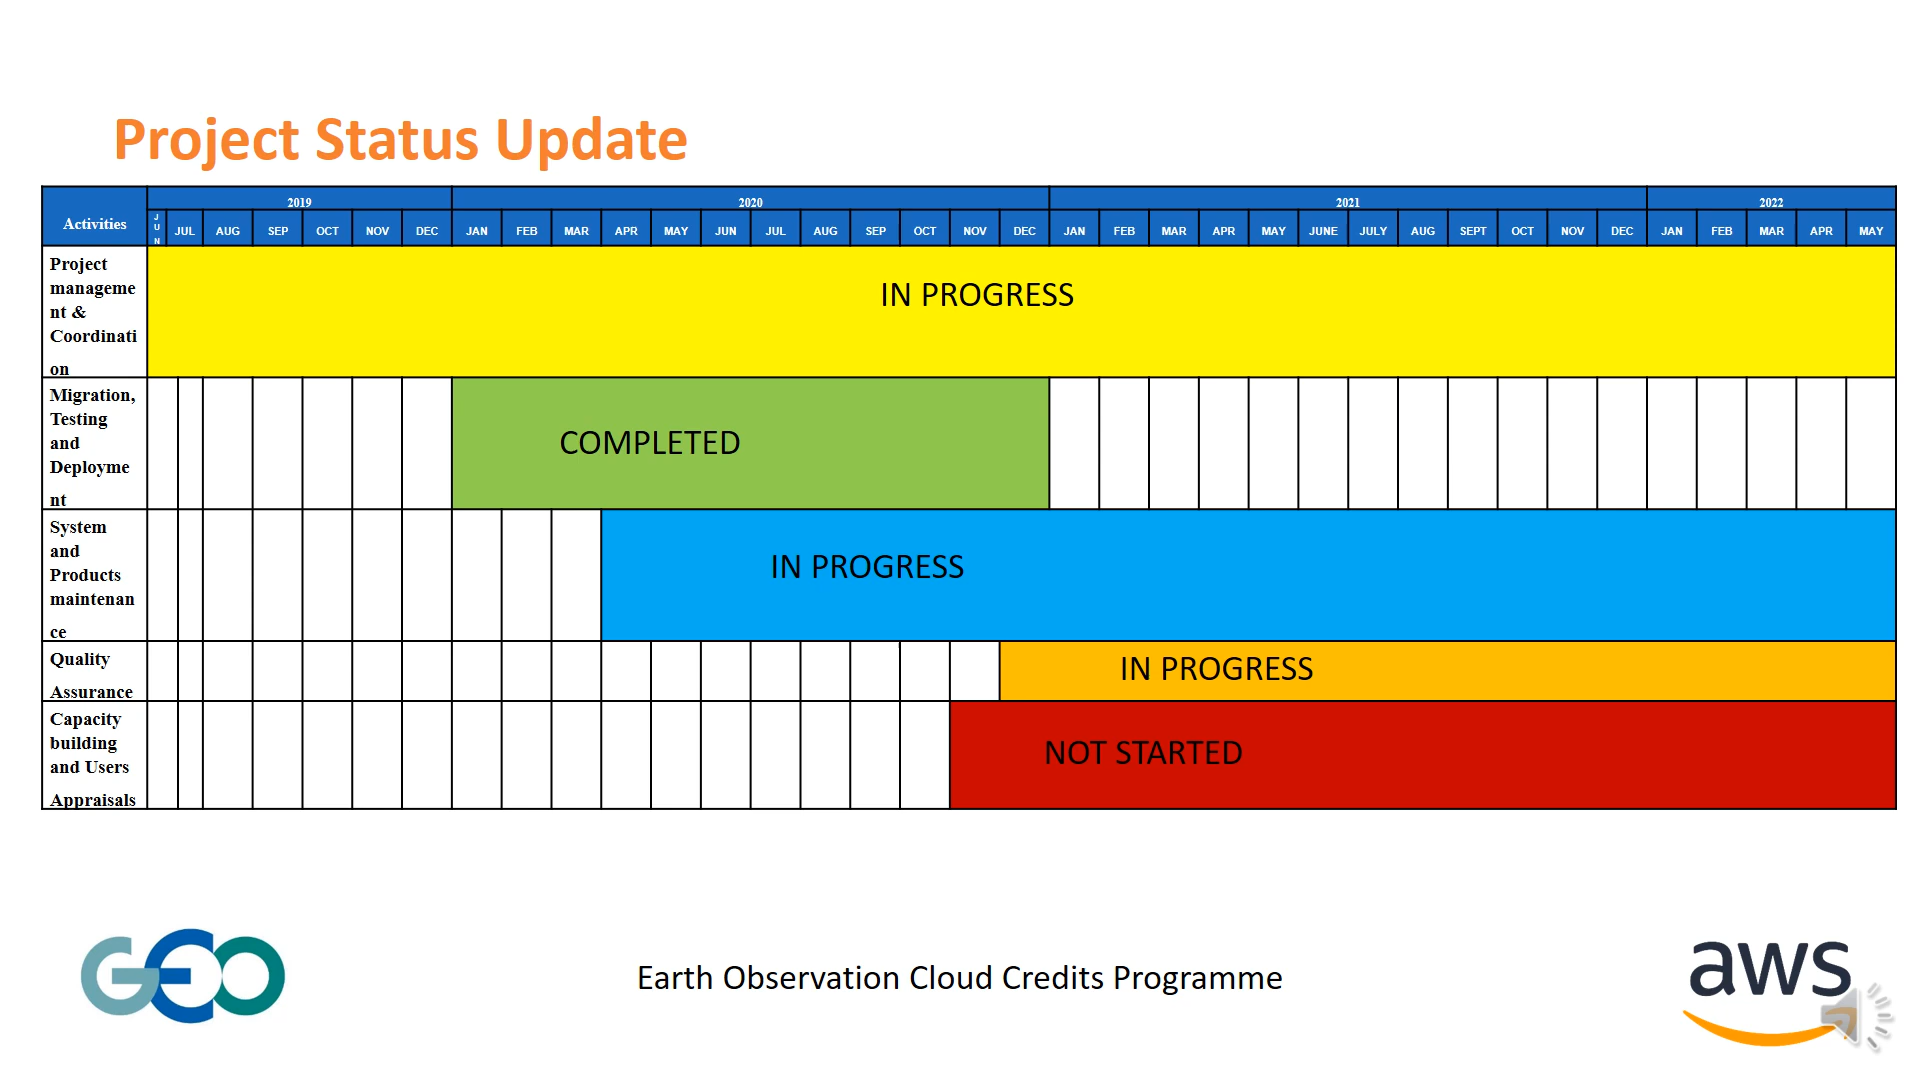 Project Status Update
Activities
2019
2020
2021
2022
J
U
N
JUL
AUG
SEP
OCT
NOV
DEC
JAN
FEB
MAR
APR
MAY
JUN
JUL
AUG
SEP
OCT
NOV
DEC
JAN
FEB
MAR
APR
MAY
JUNE
JULY
AUG
SEPT
OCT
NOV
DEC
JAN
FEB
MAR
APR
MAY
Project
manageme
nt &
Coordinati
on
IN PROGRESS
Migration,
Testing
and
Deployme
nt
COMPLETED
System
and
Products
maintenan
ce
IN PROGRESS
Quality
Assurance
IN PROGRESS
Capacity
building
and Users
Appraisals
NOT STARTED
GEO
Earth Observation Cloud Credits Programme
aws